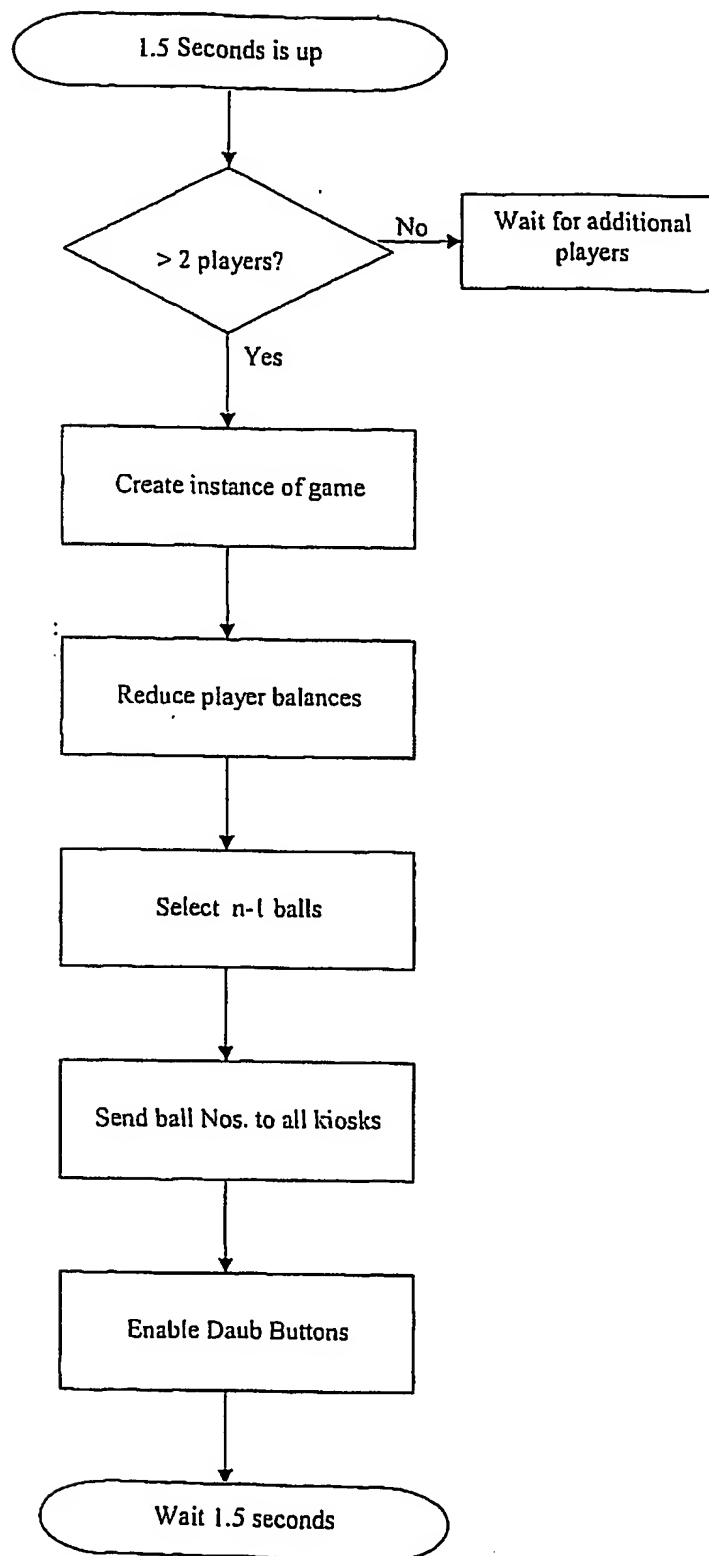 1.5 Seconds is up
> 2 players?
No
Wait for additional
players
Yes
Create instance of game
Reduce player balances
Select n-1 balls
Send ball Nos. to all kiosks
Enable Daub Buttons
Wait 1.5 seconds